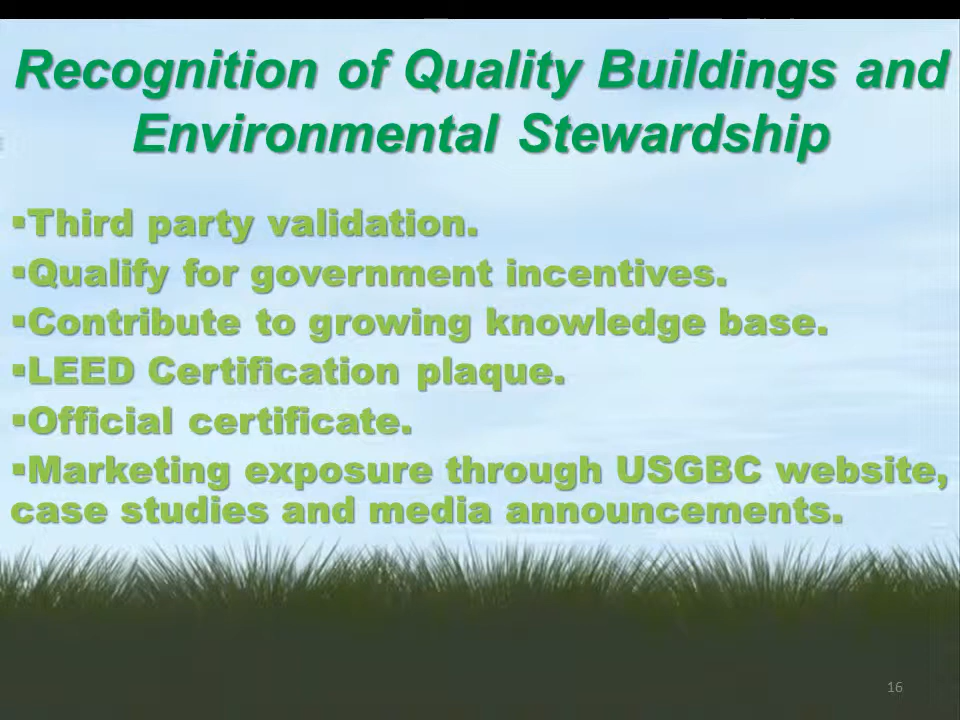 Recognition of Quality Buildings and
Environmental Stewardship
▪Third party validation.
▪Qualify for government incentives.
▪Contribute to growing knowledge base.
▪LEED Certification plaque.
▪Official certificate.
▪Marketing exposure through USGBC website,
case studies and media announcements.
16